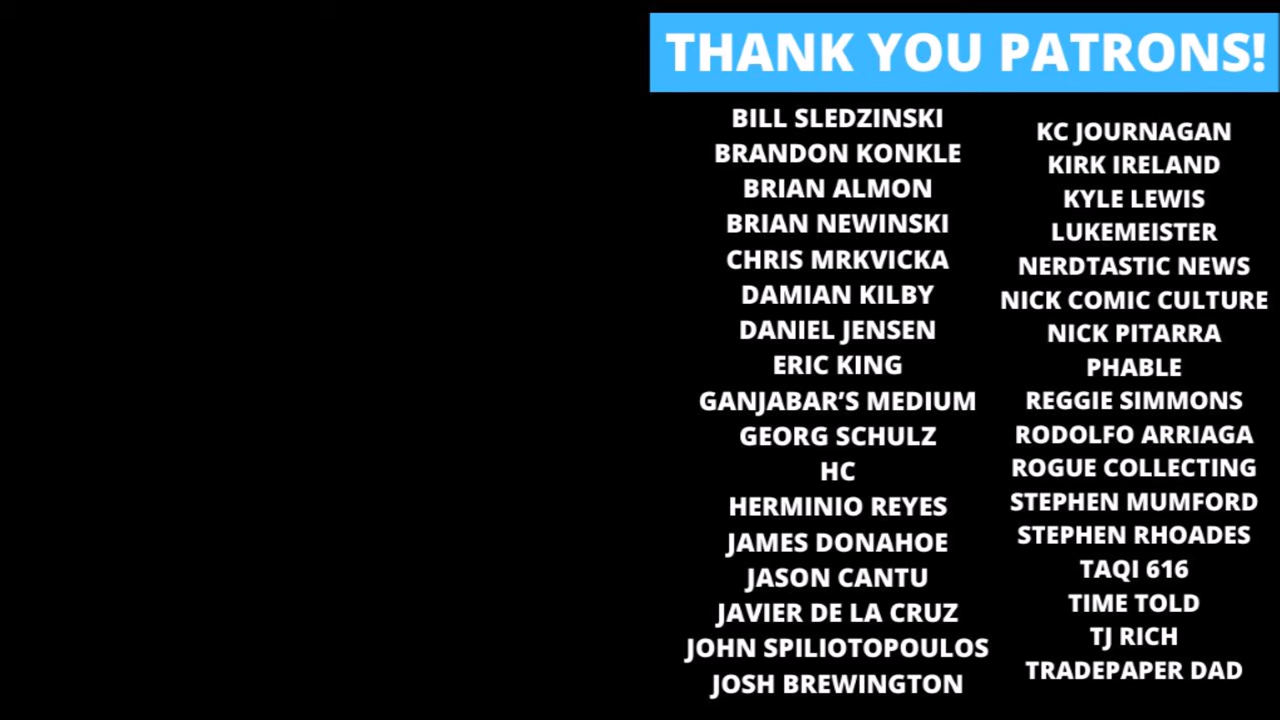 THANK YOU PATRONS!
BILL SLEDZINSKI
BRANDON KONKLE
BRIAN ALMON
BRIAN NEWINSKI
CHRIS MRKVICKA
DAMIAN KILBY
DANIEL JENSEN
ERIC KING
GANJABAR’S MEDIUM
GEORG SCHULZ
HC
HERMINIO REYES
JAMES DONAHOE
JASON CANTU
JAVIER DE LA CRUZ
JOHN SPILIOTOPOULOS
JOSH BREWINGTON
KC JOURNAGAN
KIRK IRELAND
KYLE LEWIS
LUKEMEISTER
NERDTASTIC NEWS
NICK COMIC CULTURE
NICK PITARRA
PHABLE
REGGIE SIMMONS
RODOLFO ARRIAGA
ROGUE COLLECTING
STEPHEN MUMFORD
STEPHEN RHOADES
TAQI 616
TIME TOLD
TJ RICH
TRADEPAPER DAD